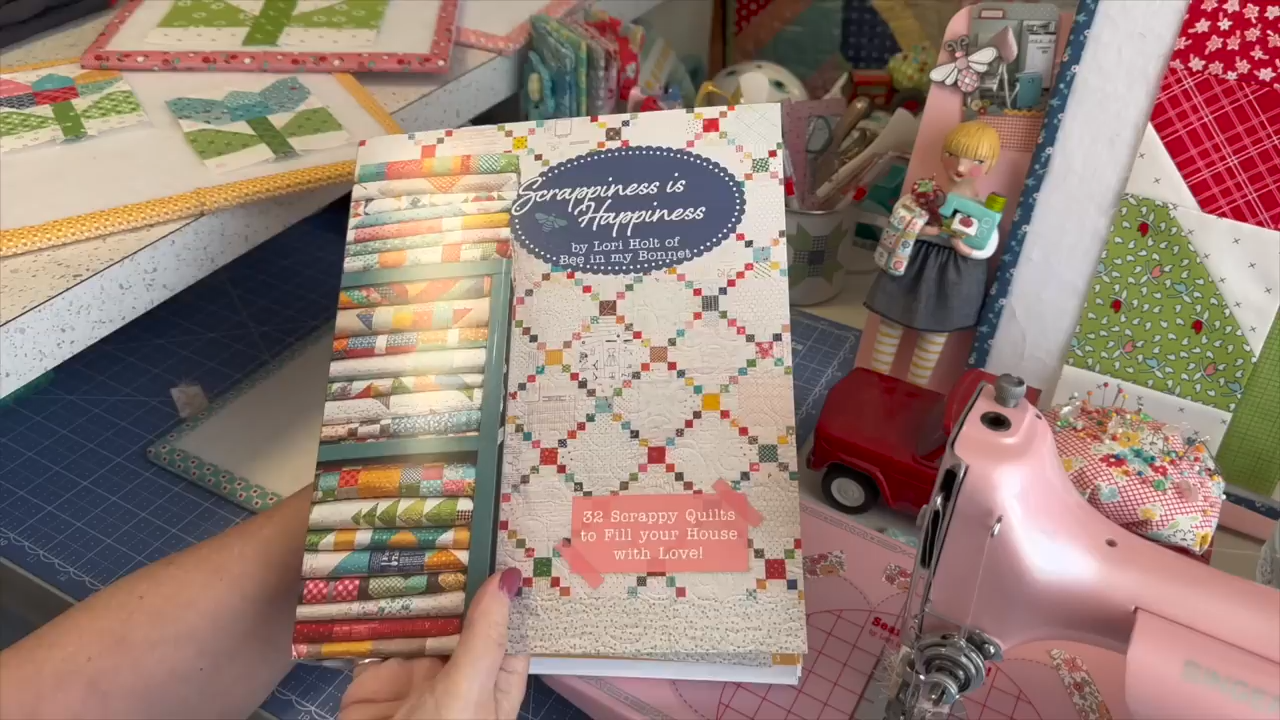 Scrappiness is
Happiness
by Lori Holt of
Bee in my Bonnet
32 Scrappy Quilts
to Fill your House
with Love!